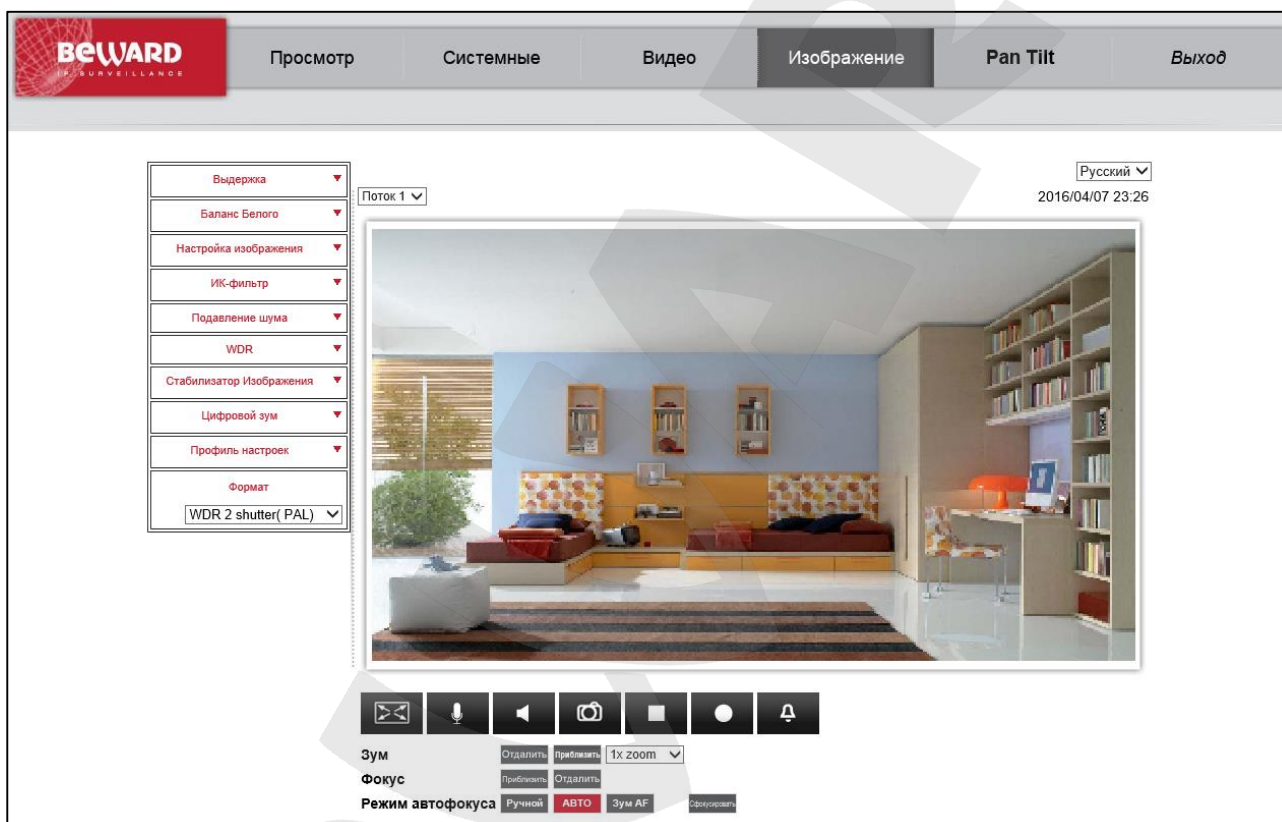 BEWARD
IP SURVEILLANCE
Просмотр
Системные
Видео
Изображение
Pan Tilt
Выход
Русский
2016/04/07 23:26
Выдержка
Баланс Белого
Настройка изображения
ИК-фильтр
Подавление шума
WDR
Стабилизатор Изображения
Цифровой зум
Профиль настроек
Формат
WDR 2 shutter( PAL)
Поток 1
Зум Отдалить Приблизить 1x zoom
Фокус Приблизить Отдалить
Режим автофокуса Ручной АВТО Зум AF Сфокусировать